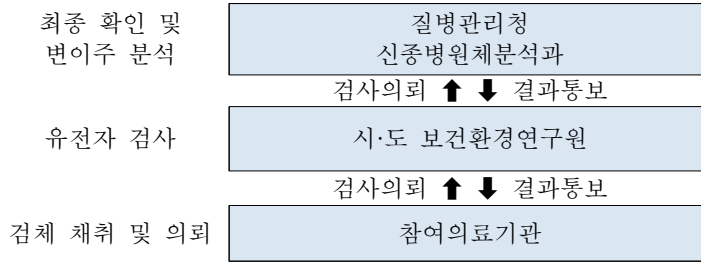 최종 확인 및
변이주 분석
질병관리청
신종병원체분석과
검사의뢰 ⬆ ⬇ 결과통보
유전자 검사
시·도 보건환경연구원
검사의뢰 ⬆ ⬇ 결과통보
검체 채취 및 의뢰
참여의료기관